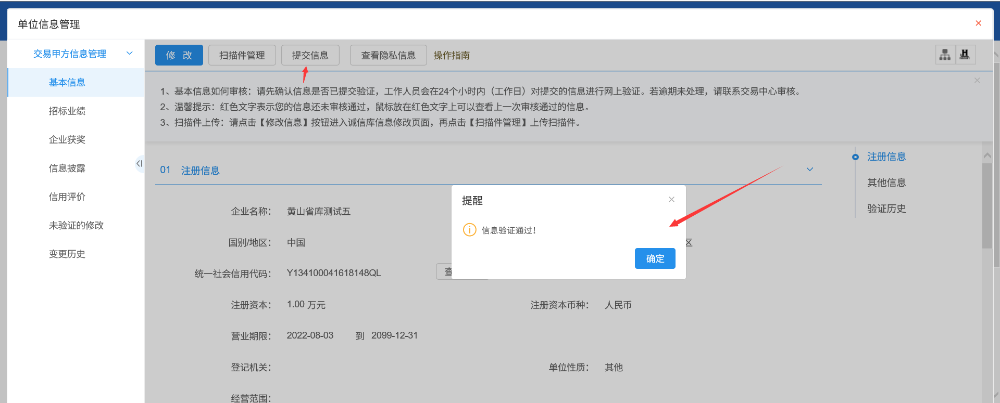 单位信息管理
交易甲方信息管理
基本信息
招标业绩
企业获奖
信息披露
信用评价
未验证的修改
变更历史
修 改 扫描件管理 提交信息 查看隐私信息 操作指南
1、基本信息如何审核：请先确认信息是否已提交验证，工作人员会在24个小时内（工作日）对提交的信息进行网上验证。若逾期未处理，请联系交易中心审核。
2、温馨提示：红色文字表示您的信息还未审核通过，鼠标放在红色文字上可以查看上一次审核通过的信息。
3、扫描件上传：请点击【修改信息】按钮进入诚信库信息修改页面，再点击【扫描件管理】上传扫描件。
01 注册信息
注册信息
其他信息
验证历史
提醒
信息验证通过！
确定
企业名称： 黄山省库测试五
国别/地区： 中国 区
统一社会信用代码： Y134100041618148QL 查
注册资本： 1.00 万元 注册资本币种： 人民币
营业期限： 2022-08-03 到 2099-12-31
登记机关： 单位性质： 其他
经营范围：